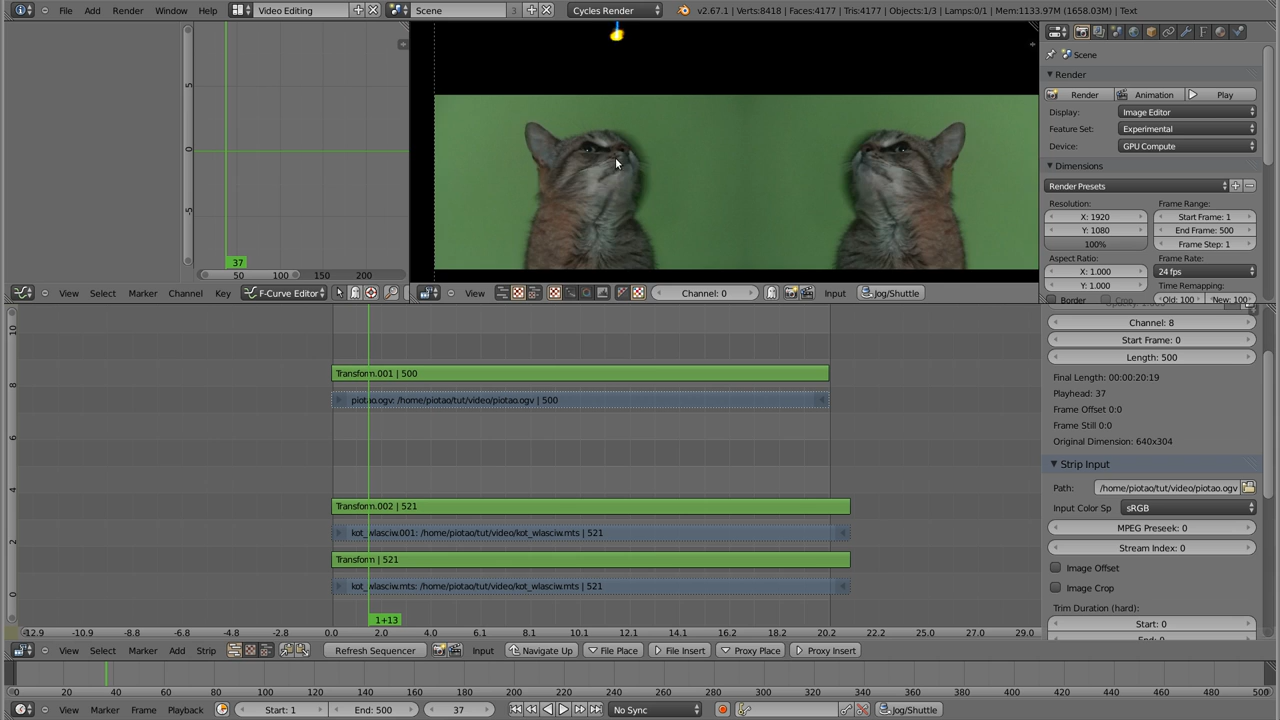 File Add Render Window Help Video Editing Scene 3 Cycles Render v2.67.1 | Verts:8418 | Faces:4177 | Tris:4177 | Objects:1/3 | Lamps:0/1 | Mem:1133.97M (1658.03M) | Text
Scene
Render
Render Animation Play
Display: Image Editor
Feature Set: Experimental
Device: GPU Compute
Dimensions
Render Presets
Resolution: Frame Range:
X: 1920 Start Frame: 1
Y: 1080 End Frame: 500
100% Frame Step: 1
Aspect Ratio: Frame Rate:
X: 1.000 24 fps
Y: 1.000 Time Remapping:
Border Crop Old: 100 New: 100
5
0
-5
37
50 100 150 200
View Select Marker Channel Key F-Curve Editor
View Channel: 0 Input Jog/Shuttle
Channel: 8
Start Frame: 0
Length: 500
Final Length: 00:00:20:19
Playhead: 37
Frame Offset 0:0
Frame Still 0:0
Original Dimension: 640x304
Strip Input
Path: /home/piotao/tut/video/piotao.ogv
Input Color Sp sRGB
MPEG Preseek: 0
Stream Index: 0
Image Offset
Image Crop
Trim Duration (hard):
Start: 0
End: 0
10
8
6
4
2
0
Transform.001 | 500
piotao.ogv: /home/piotao/tut/video/piotao.ogv | 500
Transform.002 | 521
kot_wlasciw.001: /home/piotao/tut/video/kot_wlasciw.mts | 521
Transform | 521
kot_wlasciw.mts: /home/piotao/tut/video/kot_wlasciw.mts | 521
1+13
-12.9 -10.9 -8.8 -6.8 -4.8 -2.8 0.0 2.0 4.0 6.1 8.1 10.1 12.1 14.1 16.2 18.2 20.2 22.2 25.0 27.0 29.0
View Select Marker Add Strip Refresh Sequencer Input Navigate Up File Place File Insert Proxy Place Proxy Insert
0 20 40 60 80 100 120 140 160 180 200 220 240 260 280 300 320 340 360 380 400 420 440 460 480 500
View Marker Frame Playback Start: 1 End: 500 37 No Sync Jog/Shuttle